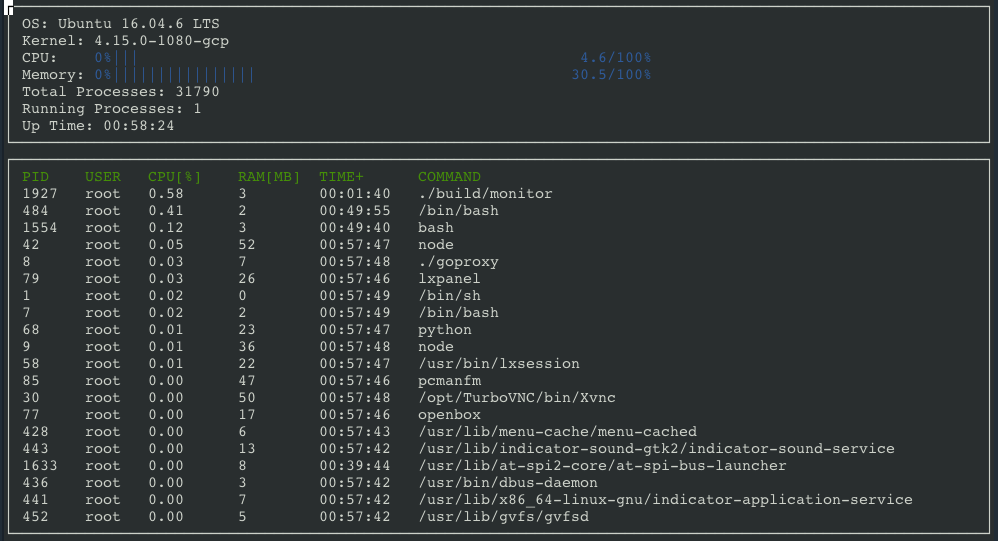 OS: Ubuntu 16.04.6 LTS
Kernel: 4.15.0-1080-gcp
CPU: 0%||| 4.6/100%
Memory: 0%|||||||||||||||| 30.5/100%
Total Processes: 31790
Running Processes: 1
Up Time: 00:58:24
PID USER CPU[%] RAM[MB] TIME+ COMMAND
1927 root 0.58 3 00:01:40 ./build/monitor
484 root 0.41 2 00:49:55 /bin/bash
1554 root 0.12 3 00:49:40 bash
42 root 0.05 52 00:57:47 node
8 root 0.03 7 00:57:48 ./goproxy
79 root 0.03 26 00:57:46 lxpanel
1 root 0.02 0 00:57:49 /bin/sh
7 root 0.02 2 00:57:49 /bin/bash
68 root 0.01 23 00:57:47 python
9 root 0.01 36 00:57:48 node
58 root 0.01 22 00:57:47 /usr/bin/lxsession
85 root 0.00 47 00:57:46 pcmanfm
30 root 0.00 50 00:57:48 /opt/TurboVNC/bin/Xvnc
77 root 0.00 17 00:57:46 openbox
428 root 0.00 6 00:57:43 /usr/lib/menu-cache/menu-cached
443 root 0.00 13 00:57:42 /usr/lib/indicator-sound-gtk2/indicator-sound-service
1633 root 0.00 8 00:39:44 /usr/lib/at-spi2-core/at-spi-bus-launcher
436 root 0.00 3 00:57:42 /usr/bin/dbus-daemon
441 root 0.00 7 00:57:42 /usr/lib/x86_64-linux-gnu/indicator-application-service
452 root 0.00 5 00:57:42 /usr/lib/gvfs/gvfsd